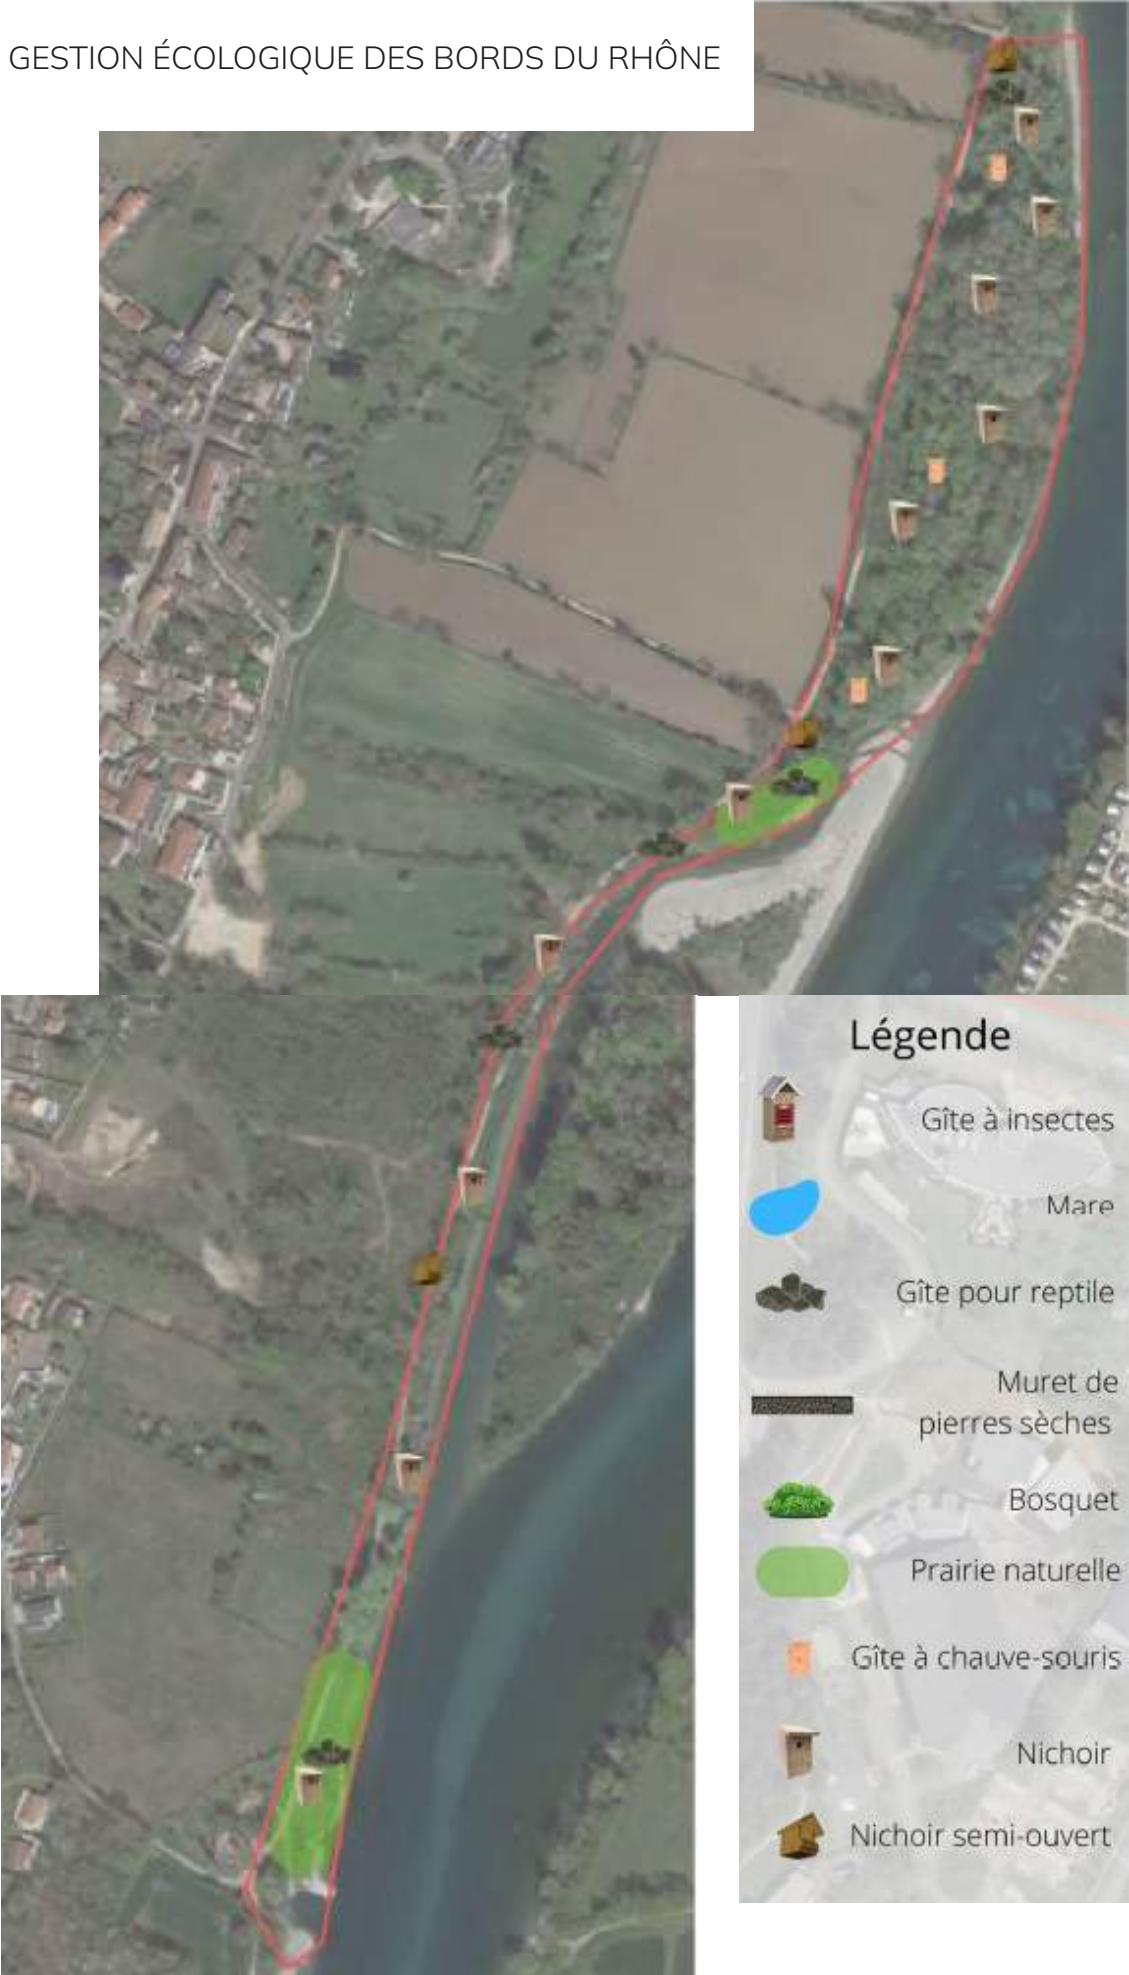 GESTION ÉCOLOGIQUE DES BORDS DU RHÔNE
Légende
Gîte à insectes
Mare
Gîte pour reptile
Muret de
pierres sèches
Bosquet
Prairie naturelle
Gîte à chauve-souris
Nichoir
Nichoir semi-ouvert